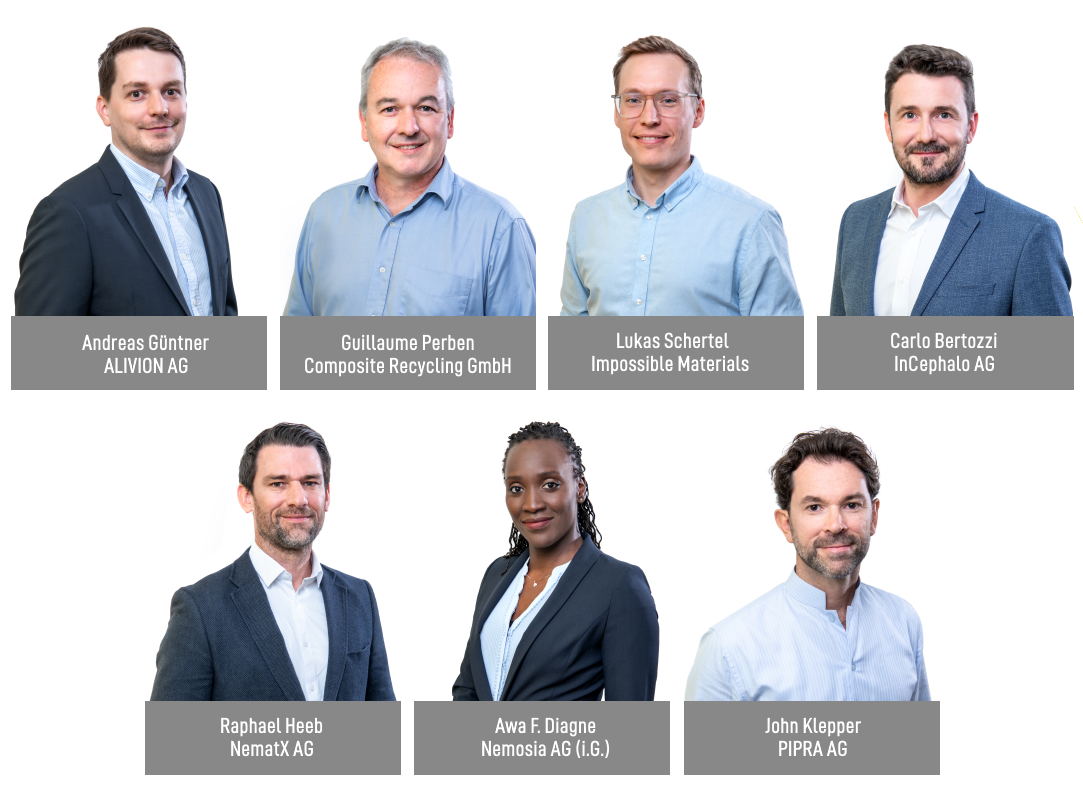 Andreas Güntner
ALIVION AG
Guillaume Perben
Composite Recycling GmbH
Lukas Schertel
Impossible Materials
Carlo Bertozzi
InCephalo AG
Raphael Heeb
NematX AG
Awa F. Diagne
Nemosia AG (i.G.)
John Klepper
PIPRA AG